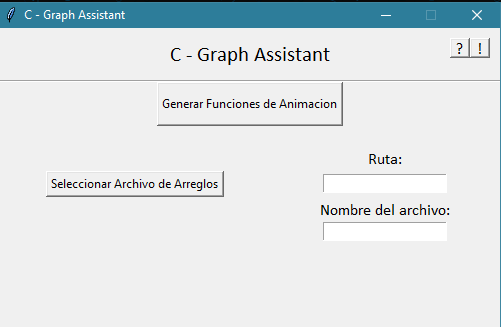 C - Graph Assistant
C - Graph Assistant
? !
Generar Funciones de Animacion
Ruta:
Seleccionar Archivo de Arreglos
Nombre del archivo: